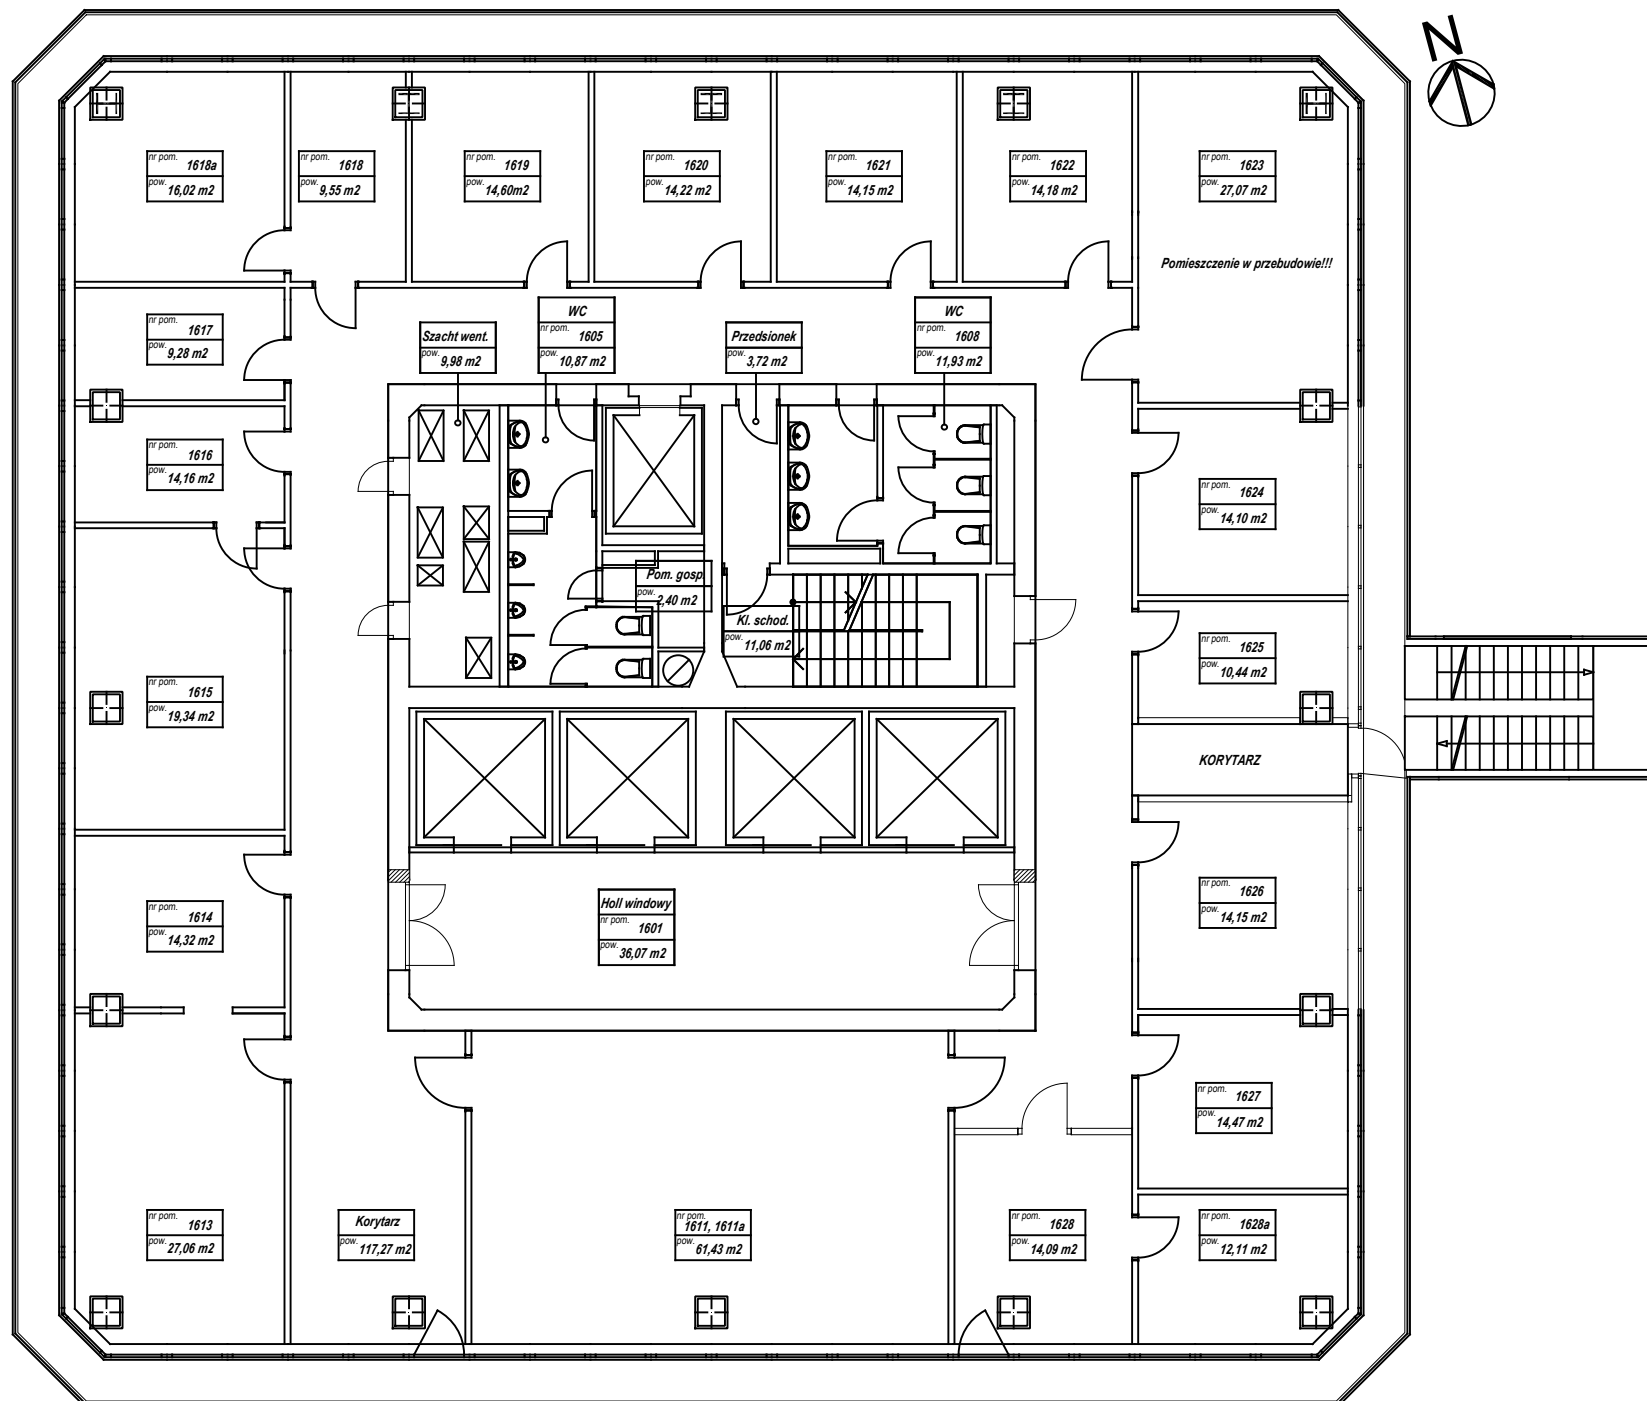 N
nr pom. 1618a
pow. 16,02 m2
nr pom. 1618
pow. 9,55 m2
nr pom. 1619
pow. 14,60m2
nr pom. 1620
pow. 14,22 m2
nr pom. 1621
pow. 14,15 m2
nr pom. 1622
pow. 14,18 m2
nr pom. 1623
pow. 27,07 m2
Pomieszczenie w przebudowie!!!
nr pom. 1617
pow. 9,28 m2
Szacht went.
pow. 9,98 m2
WC
nr pom. 1605
pow. 10,87 m2
Przedsionek
pow. 3,72 m2
WC
nr pom. 1608
pow. 11,93 m2
nr pom. 1616
pow. 14,16 m2
nr pom. 1624
pow. 14,10 m2
Pom. gosp.
pow. 2,40 m2
Kl. schod.
pow. 11,06 m2
nr pom. 1625
pow. 10,44 m2
nr pom. 1615
pow. 19,34 m2
KORYTARZ
nr pom. 1614
pow. 14,32 m2
Holl windowy
nr pom. 1601
pow. 36,07 m2
nr pom. 1626
pow. 14,15 m2
nr pom. 1627
pow. 14,47 m2
nr pom. 1613
pow. 27,06 m2
Korytarz
pow. 117,27 m2
nr pom. 1611, 1611a
pow. 61,43 m2
nr pom. 1628
pow. 14,09 m2
nr pom. 1628a
pow. 12,11 m2